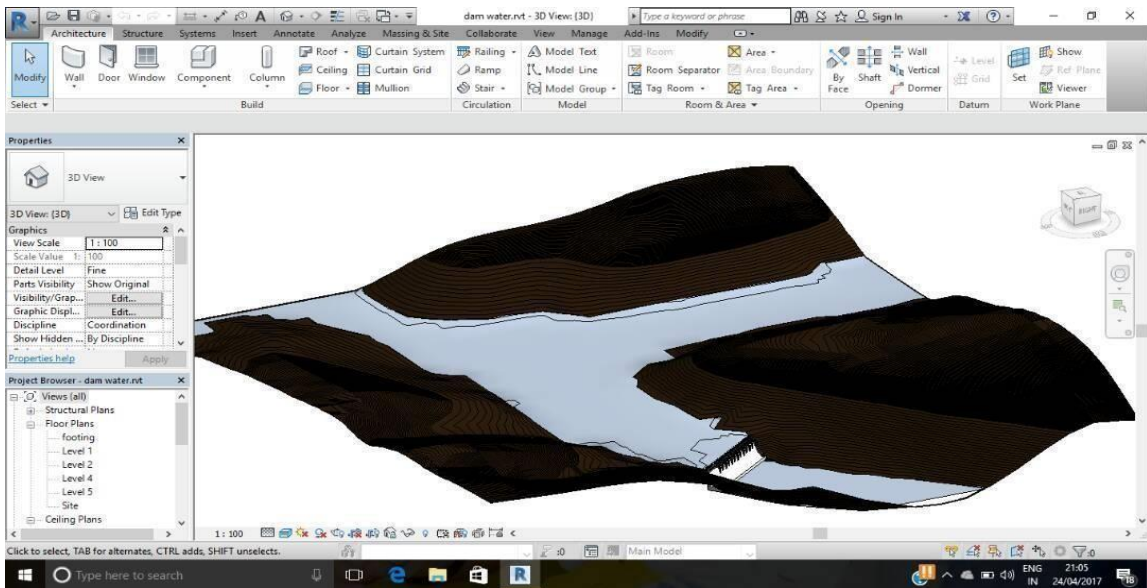 dam water.rvt - 3D View: {3D}
Type a keyword or phrase
Sign In
Architecture Structure Systems Insert Annotate Analyze Massing & Site Collaborate View Manage Add-Ins Modify
Modify
Wall
Door
Window
Component
Column
Roof
Ceiling
Floor
Curtain System
Curtain Grid
Mullion
Railing
Ramp
Stair
Model Text
Model Line
Model Group
Room
Room Separator
Tag Room
Area
Area Boundary
Tag Area
By Face
Shaft
Wall
Vertical
Dormer
Level
Grid
Set
Show
Ref Plane
Viewer
Select
Build
Circulation
Model
Room & Area
Opening
Datum
Work Plane
Properties
3D View
3D View: {3D}
Edit Type
Graphics
View Scale 1 : 100
Scale Value 1: 100
Detail Level Fine
Parts Visibility Show Original
Visibility/Grap... Edit...
Graphic Displ... Edit...
Discipline Coordination
Show Hidden ... By Discipline
Properties help
Apply
Project Browser - dam water.rvt
Views (all)
Structural Plans
Floor Plans
footing
Level 1
Level 2
Level 4
Level 5
Site
Ceiling Plans
RIGHT
1 : 100
Click to select, TAB for alternates, CTRL adds, SHIFT unselects.
:0
Main Model
:0
Type here to search
ENG
IN
21:05
24/04/2017